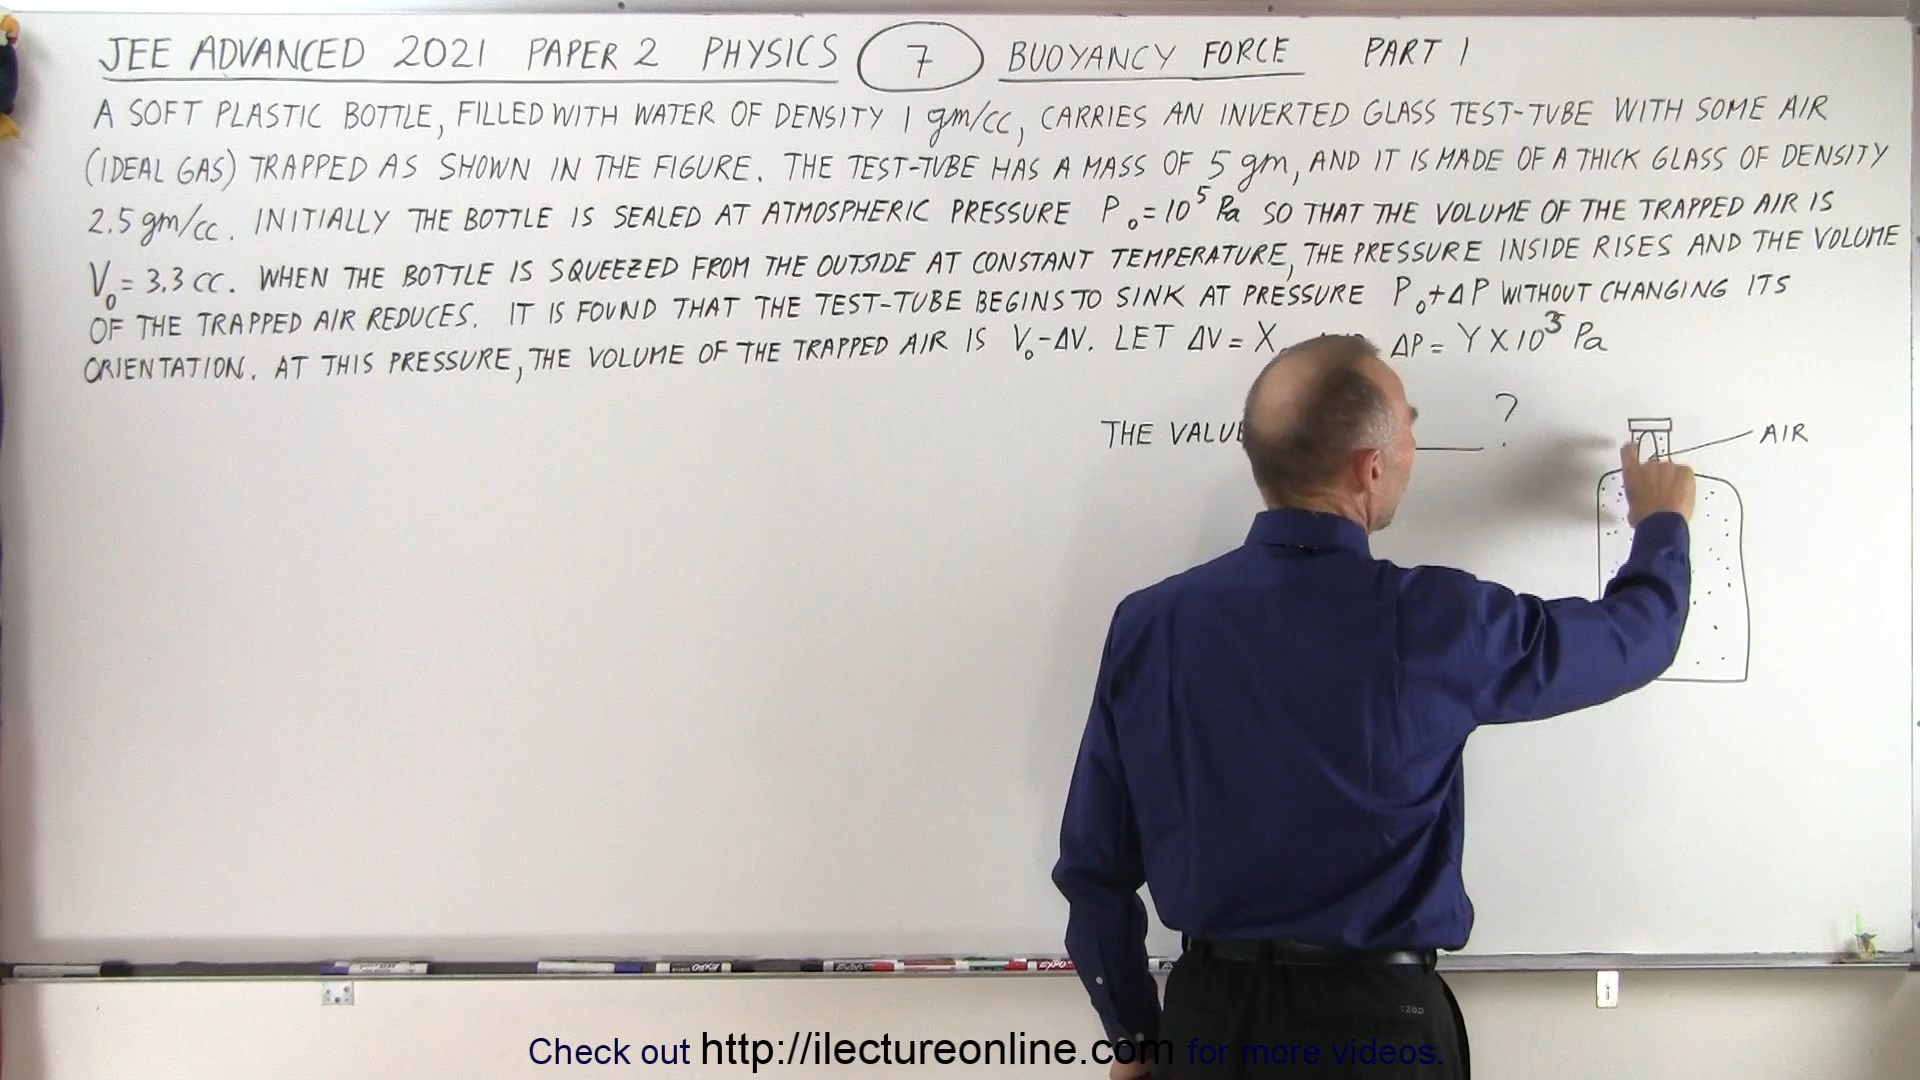 JEE ADVANCED 2021 PAPER 2 PHYSICS 7 BUOYANCY FORCE PART 1
A SOFT PLASTIC BOTTLE, FILLED WITH WATER OF DENSITY 1 gm/cc, CARRIES AN INVERTED GLASS TEST-TUBE WITH SOME AIR
(IDEAL GAS) TRAPPED AS SHOWN IN THE FIGURE. THE TEST-TUBE HAS A MASS OF 5 gm, AND IT IS MADE OF A THICK GLASS OF DENSITY
2.5 gm/cc. INITIALLY THE BOTTLE IS SEALED AT ATMOSPHERIC PRESSURE P₀=10⁵ Pa SO THAT THE VOLUME OF THE TRAPPED AIR IS
V₀ = 3.3 CC. WHEN THE BOTTLE IS SQUEEZED FROM THE OUTSIDE AT CONSTANT TEMPERATURE, THE PRESSURE INSIDE RISES AND THE VOLUME
OF THE TRAPPED AIR REDUCES. IT IS FOUND THAT THE TEST-TUBE BEGINS TO SINK AT PRESSURE P₀+ΔP WITHOUT CHANGING ITS
ORIENTATION. AT THIS PRESSURE, THE VOLUME OF THE TRAPPED AIR IS V₀-ΔV. LET ΔV = X ΔP = Y X 10³ Pa
THE VALUE ?
AIR
EXPO
EXPO
EXPO
IZOD
Check out http://ilectureonline.com for more videos.